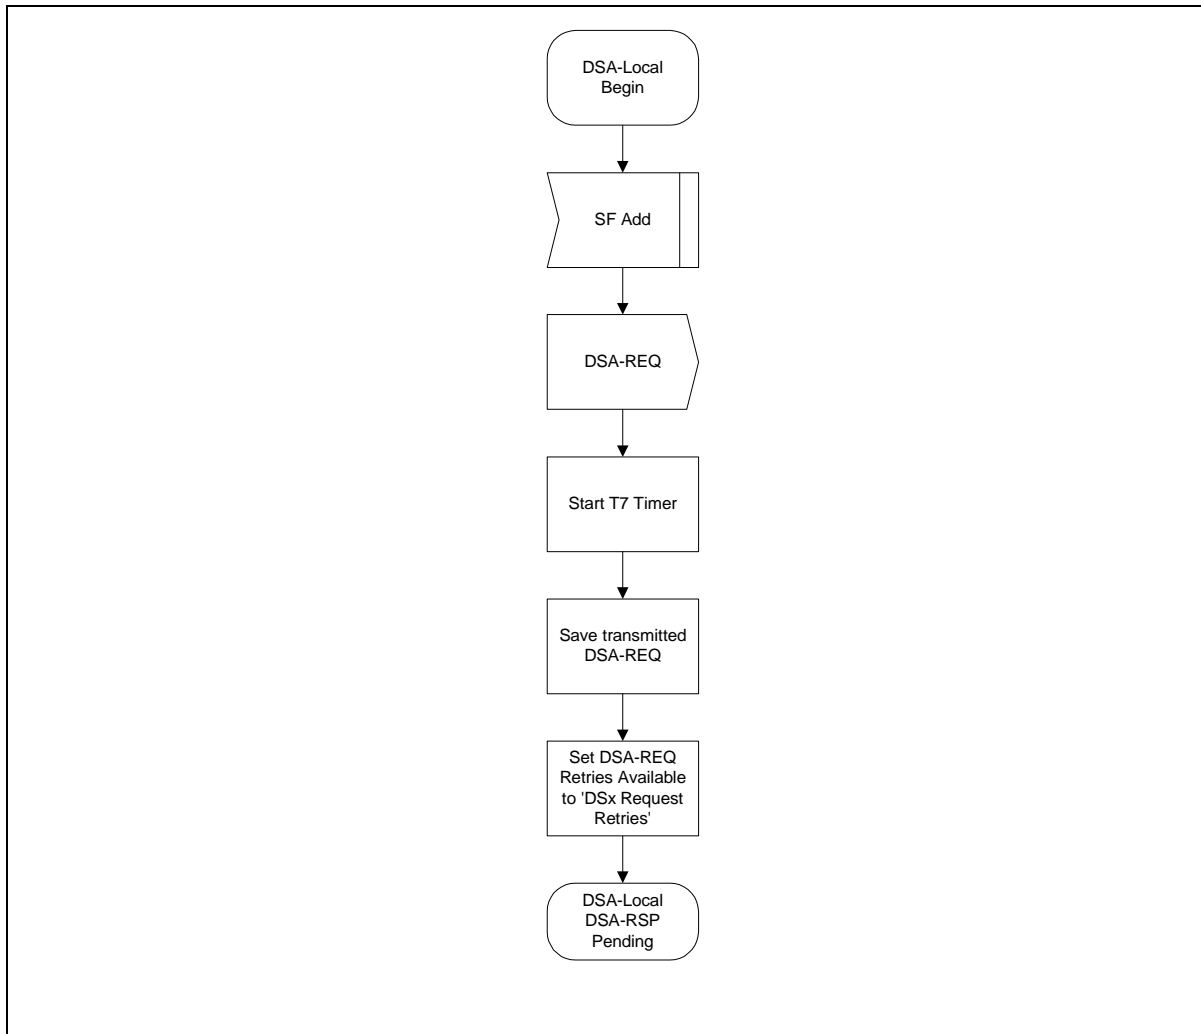 DSA-Local
Begin
SF Add
DSA-REQ
Start T7 Timer
Save transmitted
DSA-REQ
Set DSA-REQ
Retries Available
to 'DSx Request
Retries'
DSA-Local
DSA-RSP
Pending